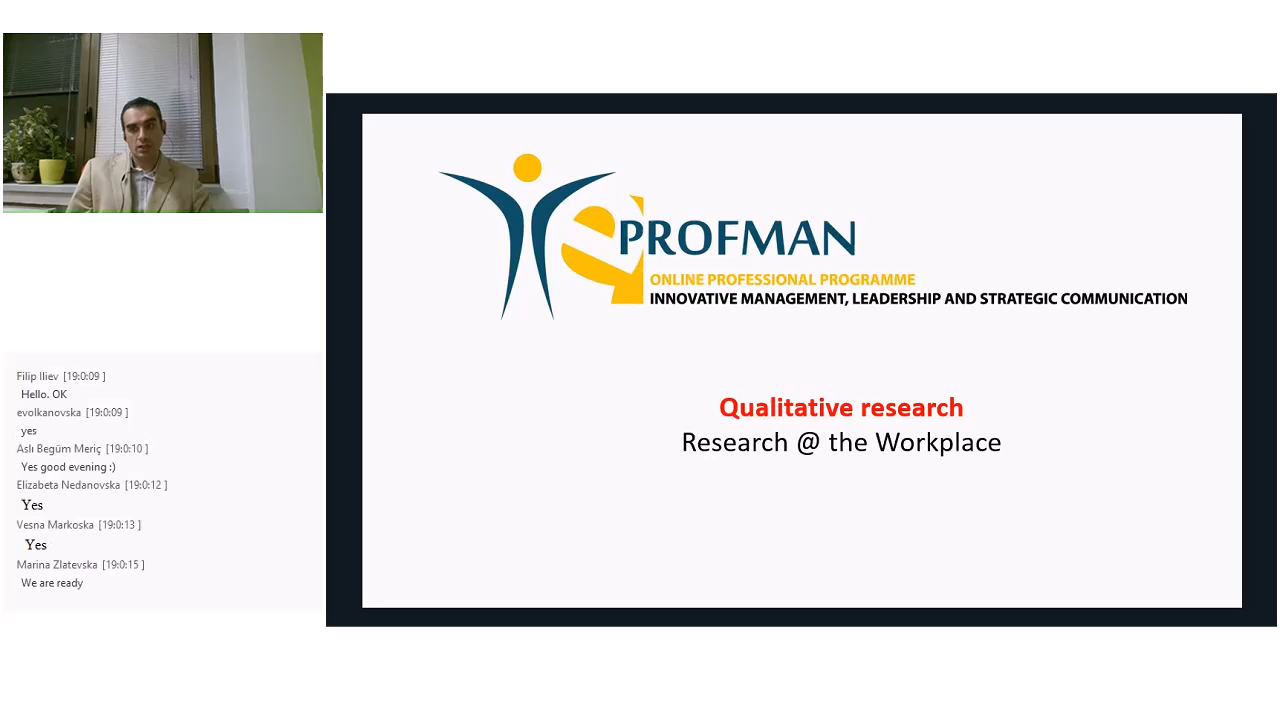 Filip Iliev [19:0:09 ]
Hello. OK
evolkanovska [19:0:09 ]
yes
Aslı Begüm Meriç [19:0:10 ]
Yes good evening :)
Elizabeta Nedanovska [19:0:12 ]
Yes
Vesna Markoska [19:0:13 ]
Yes
Marina Zlatevska [19:0:15 ]
We are ready
e PROFMAN
ONLINE PROFESSIONAL PROGRAMME
INNOVATIVE MANAGEMENT, LEADERSHIP AND STRATEGIC COMMUNICATION
Qualitative research
Research @ the Workplace